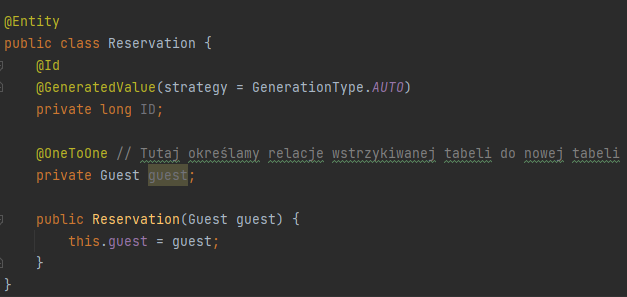 @Entity
public class Reservation {
@Id
@GeneratedValue(strategy = GenerationType.AUTO)
private long ID;
@OneToOne // Tutaj określamy relacje wstrzykiwanej tabeli do nowej tabeli
private Guest guest;
public Reservation(Guest guest) {
this.guest = guest;
}
}